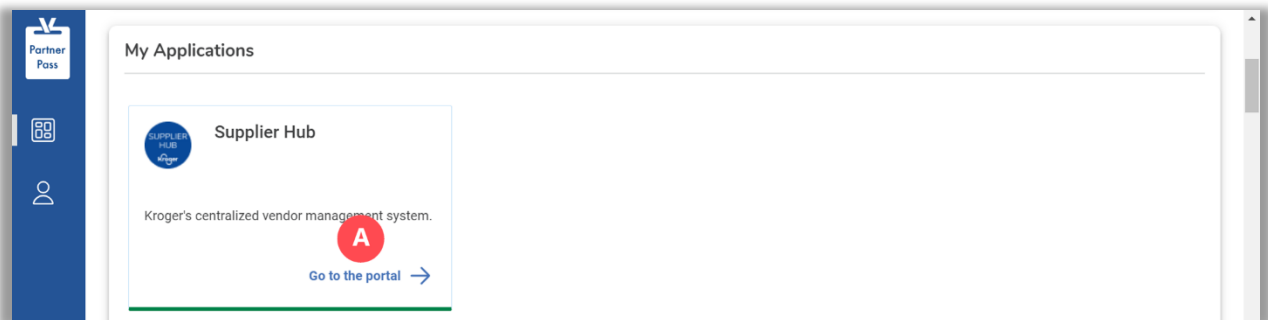 Partner
Pass
My Applications
SUPPLIER
HUB
Kroger
Supplier Hub
Kroger's centralized vendor management system.
A
Go to the portal